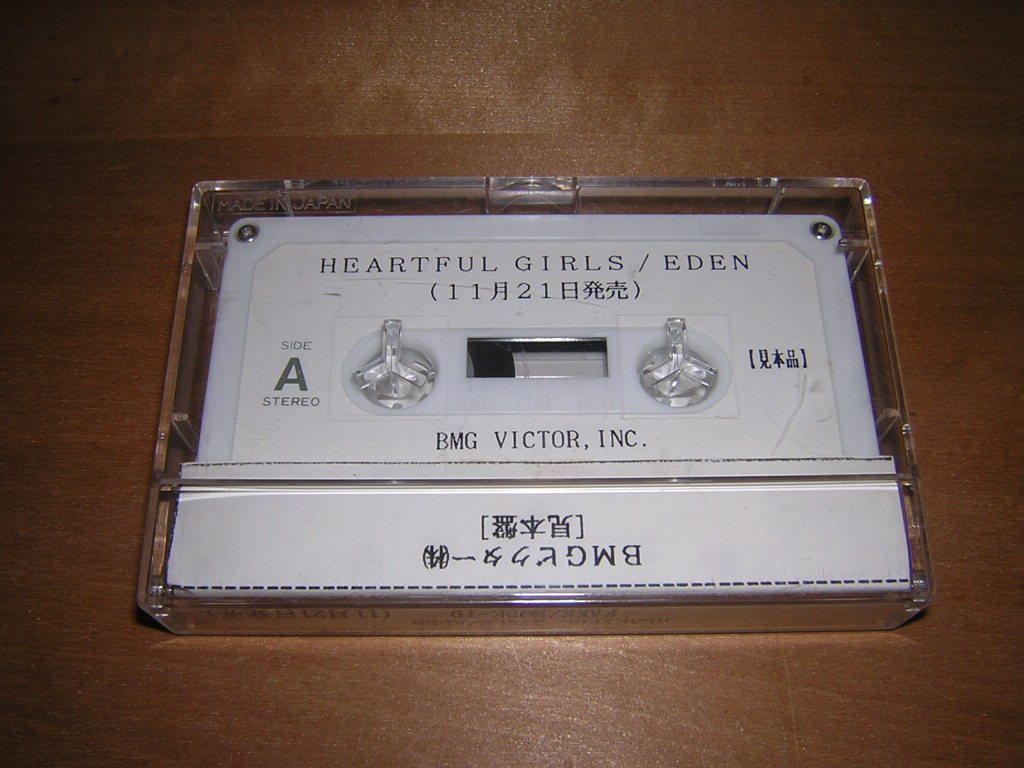 MADE IN JAPAN
HEARTFUL GIRLS / EDEN
(11月21日発売)
SIDE
A
STEREO
【見本品】
BMG VICTOR, INC.
BMGビクター㈱
[見本盤]